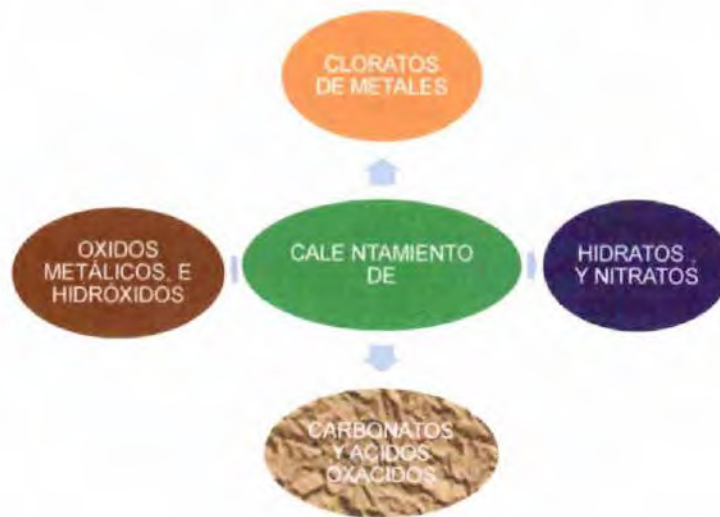 CLORATOS
DE METALES
OXIDOS
METÁLICOS, E
HIDRÓXIDOS
CALE NTAMIENTO
DE
HIDRATOS ,
Y NITRATOS
CARBONATOS
Y ACIDOS
OXACIDOS